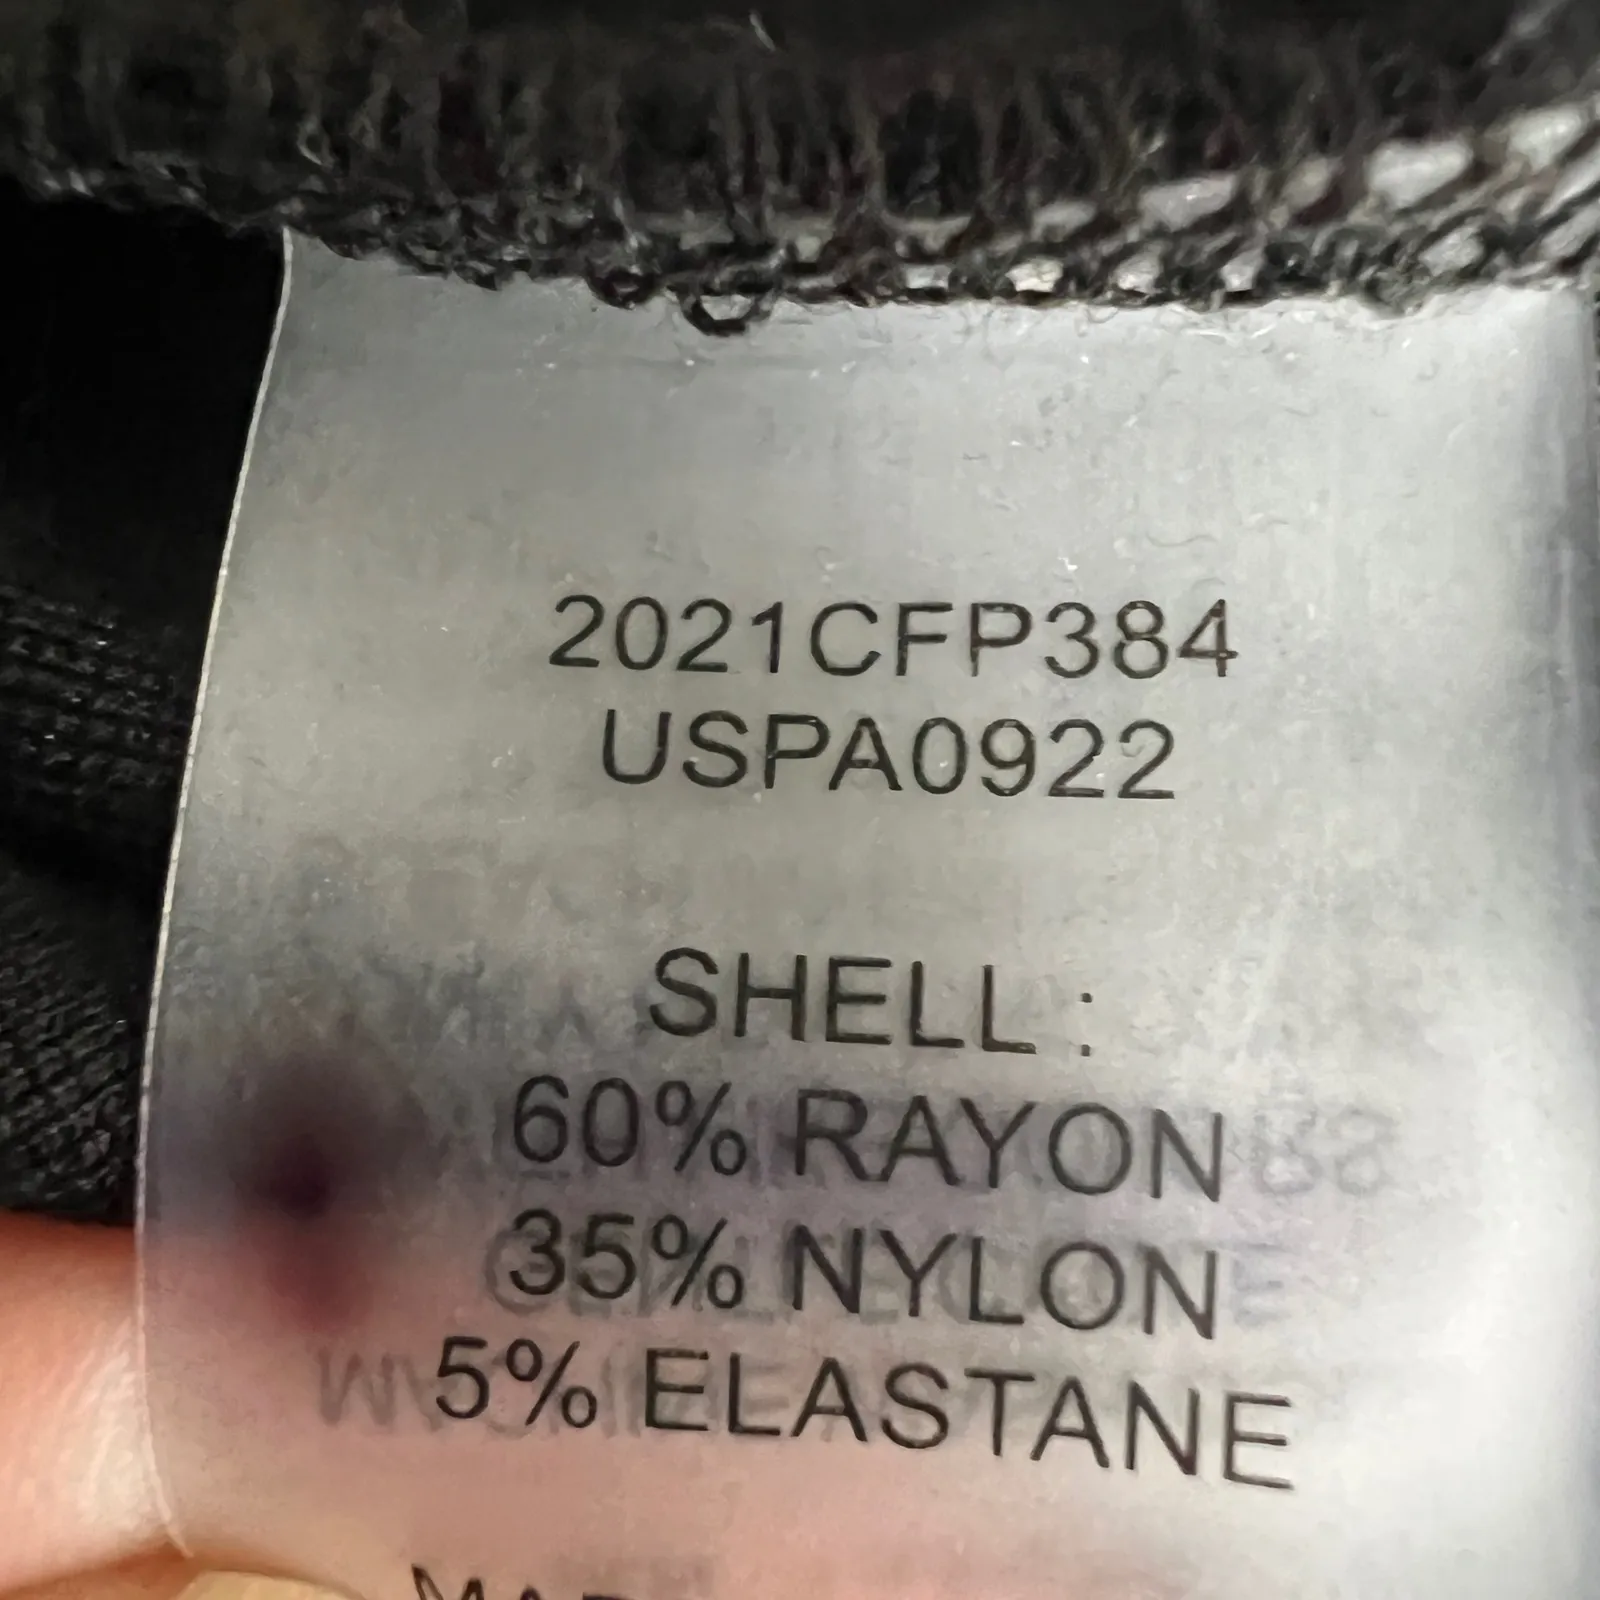 2021CFP384
USPA0922
SHELL :
60% RAYON
35% NYLON
5% ELASTANE